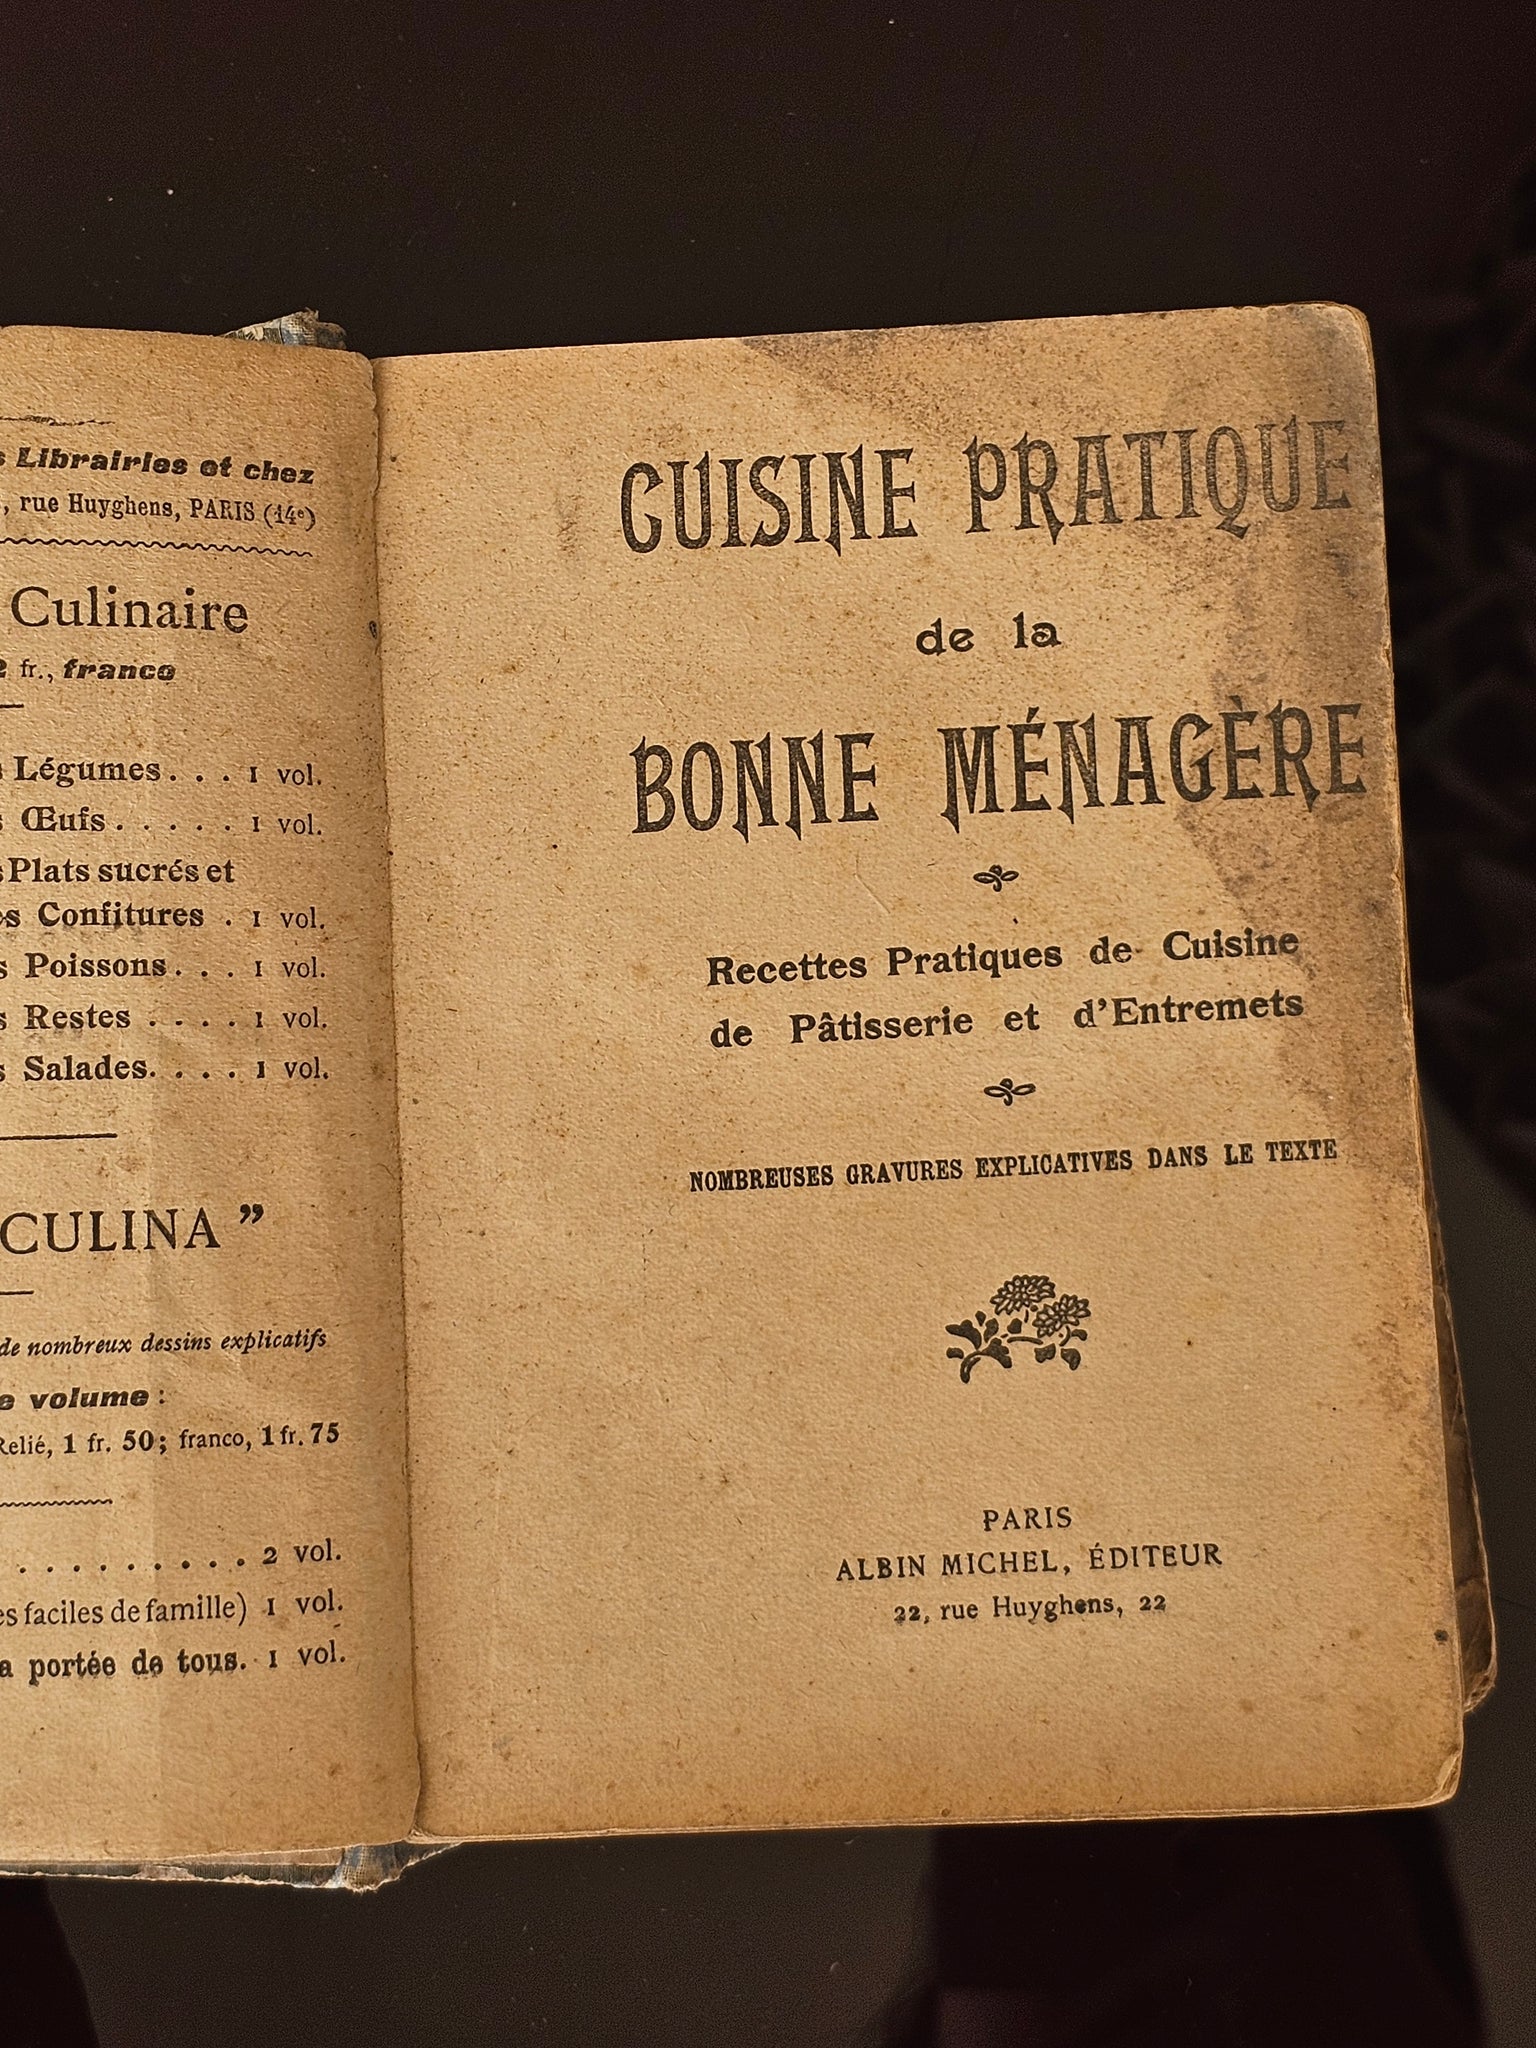 Librairies et chez
, rue Huyghens, PARIS (14e)
Culinaire
2 fr., franco
Légumes. . . 1 vol.
Œufs . . . . . 1 vol.
Plats sucrés et
Confitures . 1 vol.
Poissons. . . 1 vol.
Restes . . . . 1 vol.
Salades. . . . 1 vol.
CULINA ”
de nombreux dessins explicatifs
volume :
Relié, 1 fr. 50; franco, 1 fr. 75
. . . . . . . . . . 2 vol.
faciles de famille) 1 vol.
portée de tous. 1 vol.
CUISINE PRATIQUE
de la
BONNE MÉNAGÈRE
Recettes Pratiques de Cuisine
de Pâtisserie et d’Entremets
NOMBREUSES GRAVURES EXPLICATIVES DANS LE TEXTE
PARIS
ALBIN MICHEL, ÉDITEUR
22, rue Huyghens, 22